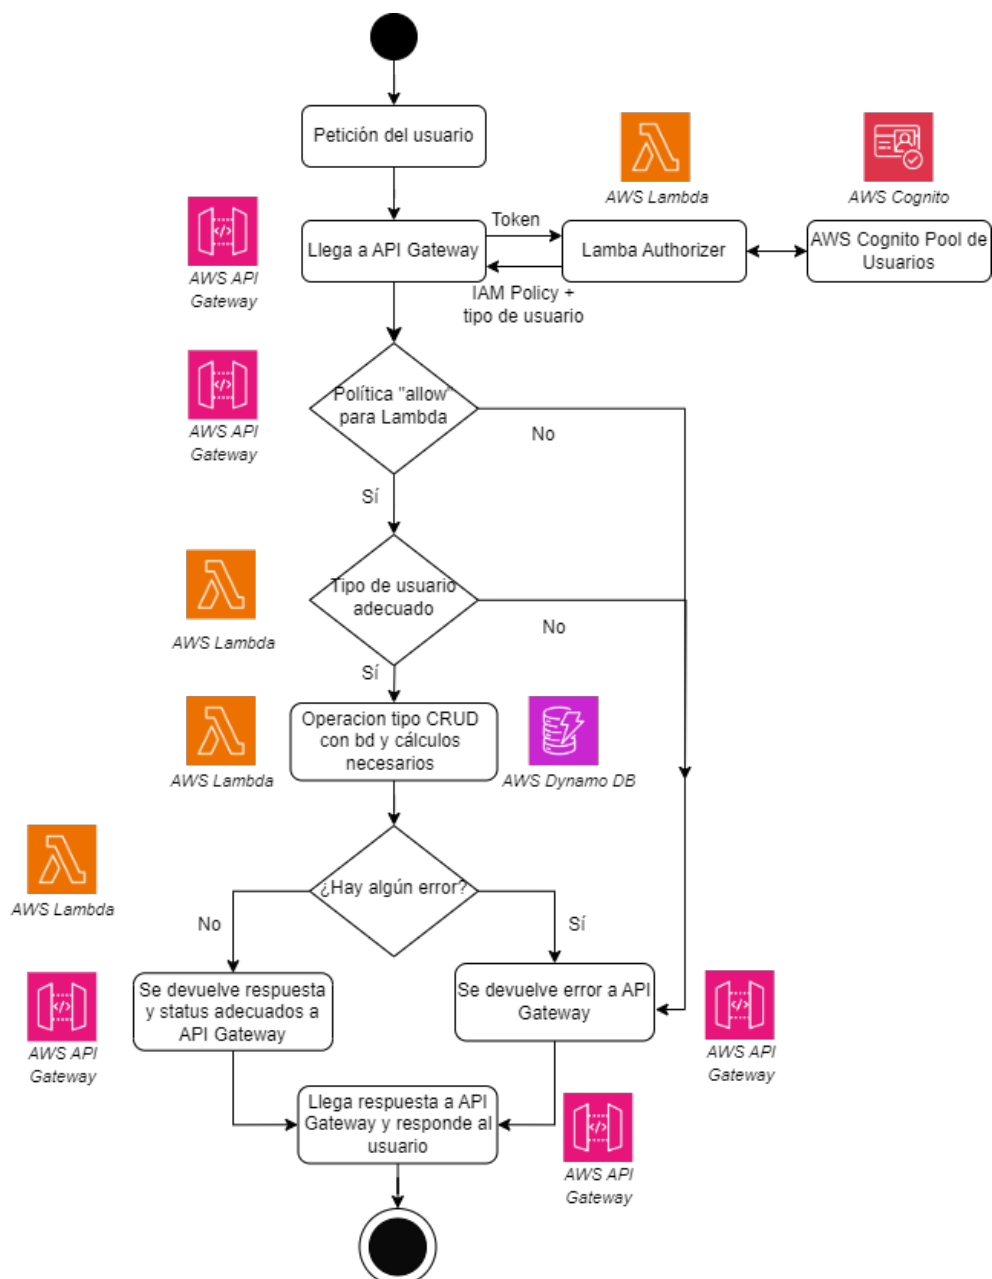 Petición del usuario
AWS Lambda
AWS Cognito
Llega a API Gateway
Token
Lamba Authorizer
AWS Cognito Pool de
Usuarios
AWS API
Gateway
IAM Policy +
tipo de usuario
Política "allow"
para Lambda
No
AWS API
Gateway
Sí
Tipo de usuario
adecuado
No
AWS Lambda
Sí
Operacion tipo CRUD
con bd y cálculos
necesarios
AWS Lambda
AWS Dynamo DB
¿Hay algún error?
AWS Lambda
No
Sí
Se devuelve respuesta
y status adecuados a
API Gateway
Se devuelve error a API
Gateway
AWS API
Gateway
AWS API
Gateway
Llega respuesta a API
Gateway y responde al
usuario
AWS API
Gateway